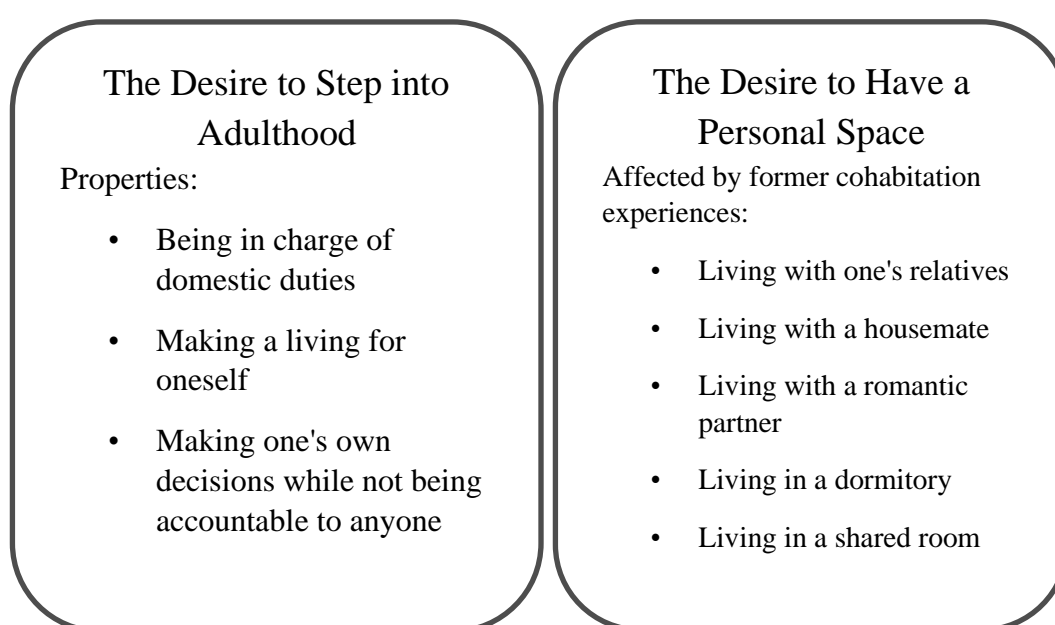 The Desire to Step into
Adulthood
Properties:
• Being in charge of
domestic duties
• Making a living for
oneself
• Making one's own
decisions while not being
accountable to anyone
The Desire to Have a
Personal Space
Affected by former cohabitation
experiences:
• Living with one's relatives
• Living with a housemate
• Living with a romantic
partner
• Living in a dormitory
• Living in a shared room